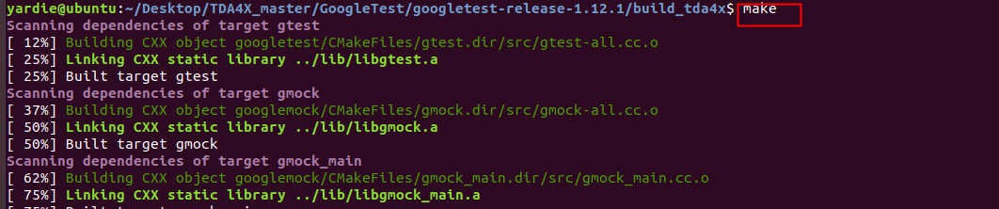 yardie@ubuntu:~/Desktop/TDA4X_master/GoogleTest/googletest-release-1.12.1/build_tda4x$ make
Scanning dependencies of target gtest
[ 12%] Building CXX object googletest/CMakeFiles/gtest.dir/src/gtest-all.cc.o
[ 25%] Linking CXX static library ../lib/libgtest.a
[ 25%] Built target gtest
Scanning dependencies of target gmock
[ 37%] Building CXX object googlemock/CMakeFiles/gmock.dir/src/gmock-all.cc.o
[ 50%] Linking CXX static library ../lib/libgmock.a
[ 50%] Built target gmock
Scanning dependencies of target gmock_main
[ 62%] Building CXX object googlemock/CMakeFiles/gmock_main.dir/src/gmock_main.cc.o
[ 75%] Linking CXX static library ../lib/libgmock_main.a